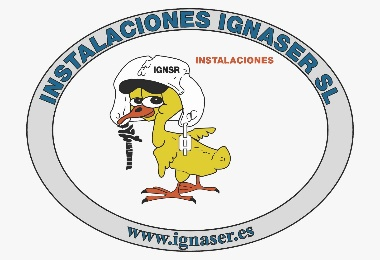 INSTALACIONES IGNASER SL
INSTALACIONES
IGNSR
www.ignaser.es